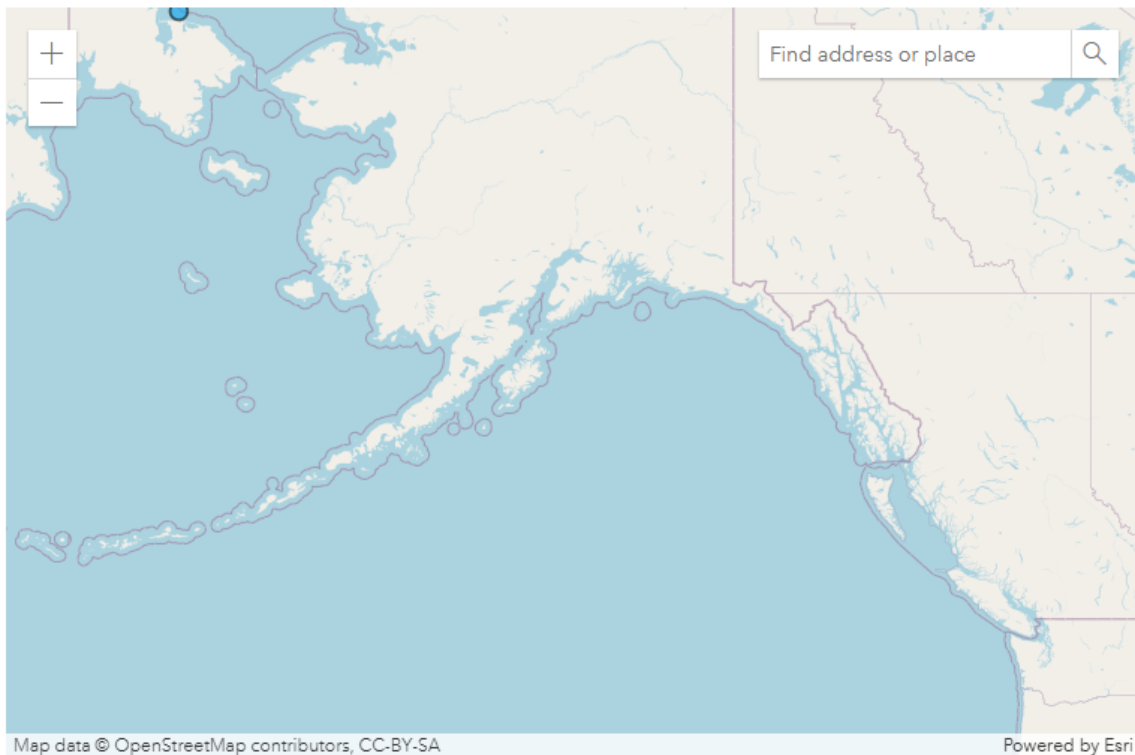 +
Find address or place
−
Map data © OpenStreetMap contributors, CC-BY-SA
Powered by Esri